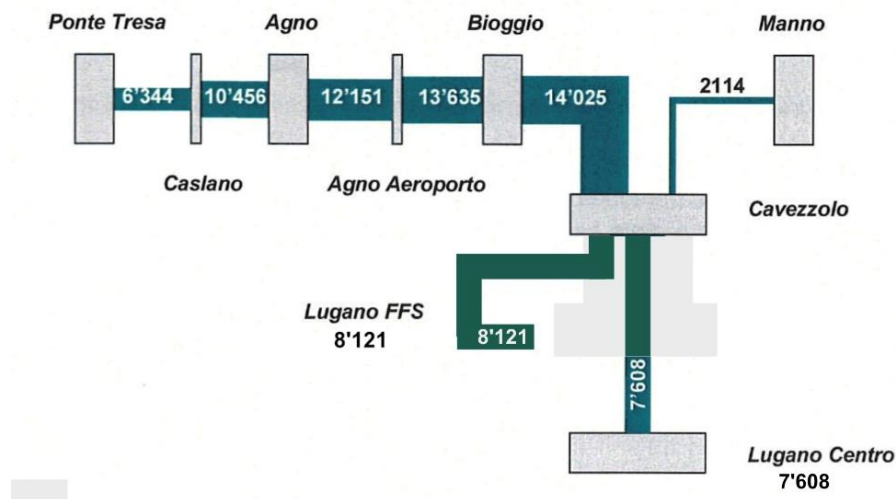 Ponte Tresa
Agno
Bioggio
Manno
6’344
10’456
12’151
13’635
14’025
2114
Caslano
Agno Aeroporto
Cavezzolo
Lugano FFS
8'121
8'121
7’608
Lugano Centro
7'608